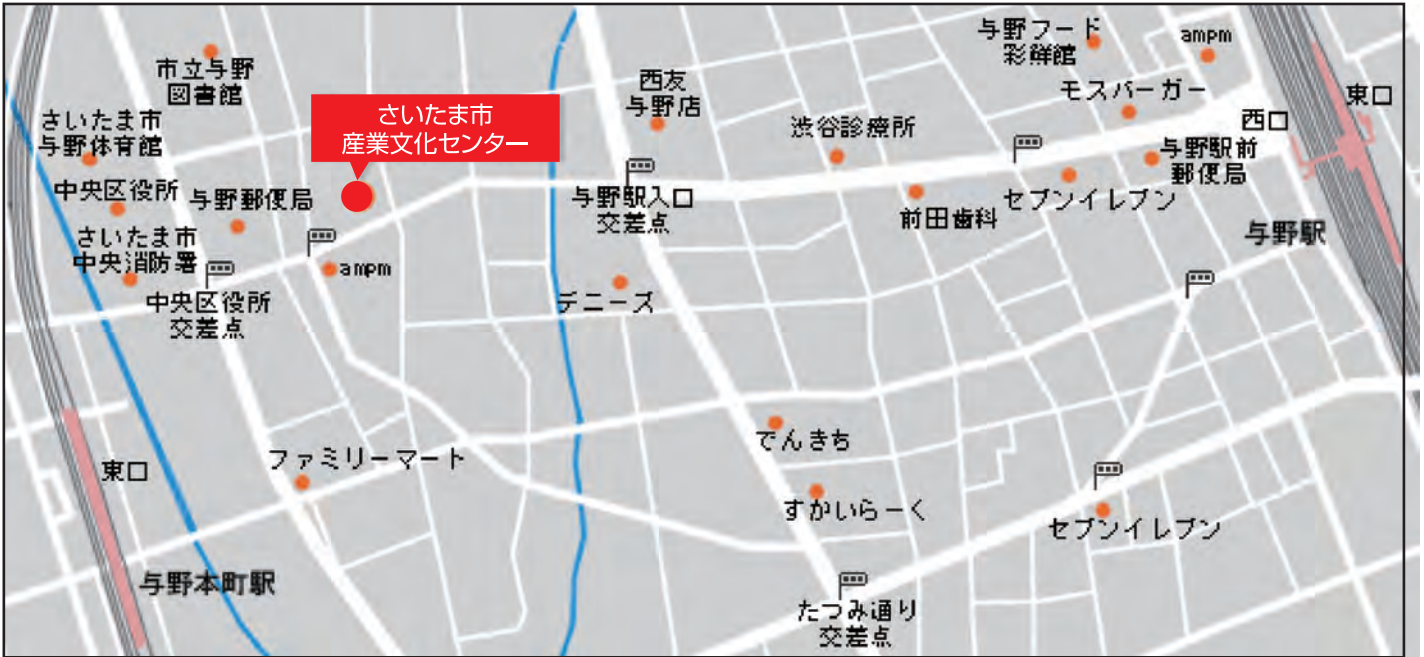 市立与野
図書館
さいたま市
与野体育館
中央区役所
さいたま市
中央消防署
与野郵便局
さいたま市
産業文化センター
ampm
中央区役所
交差点
西友
与野店
与野駅入口
交差点
デニーズ
渋谷診療所
前田歯科
与野フード
彩鮮館
ampm
モスバーガー
セブンイレブン
与野駅前
郵便局
西口
東口
与野駅
ファミリーマート
東口
与野本町駅
でんきち
すかいらーく
セブンイレブン
たつみ通り
交差点